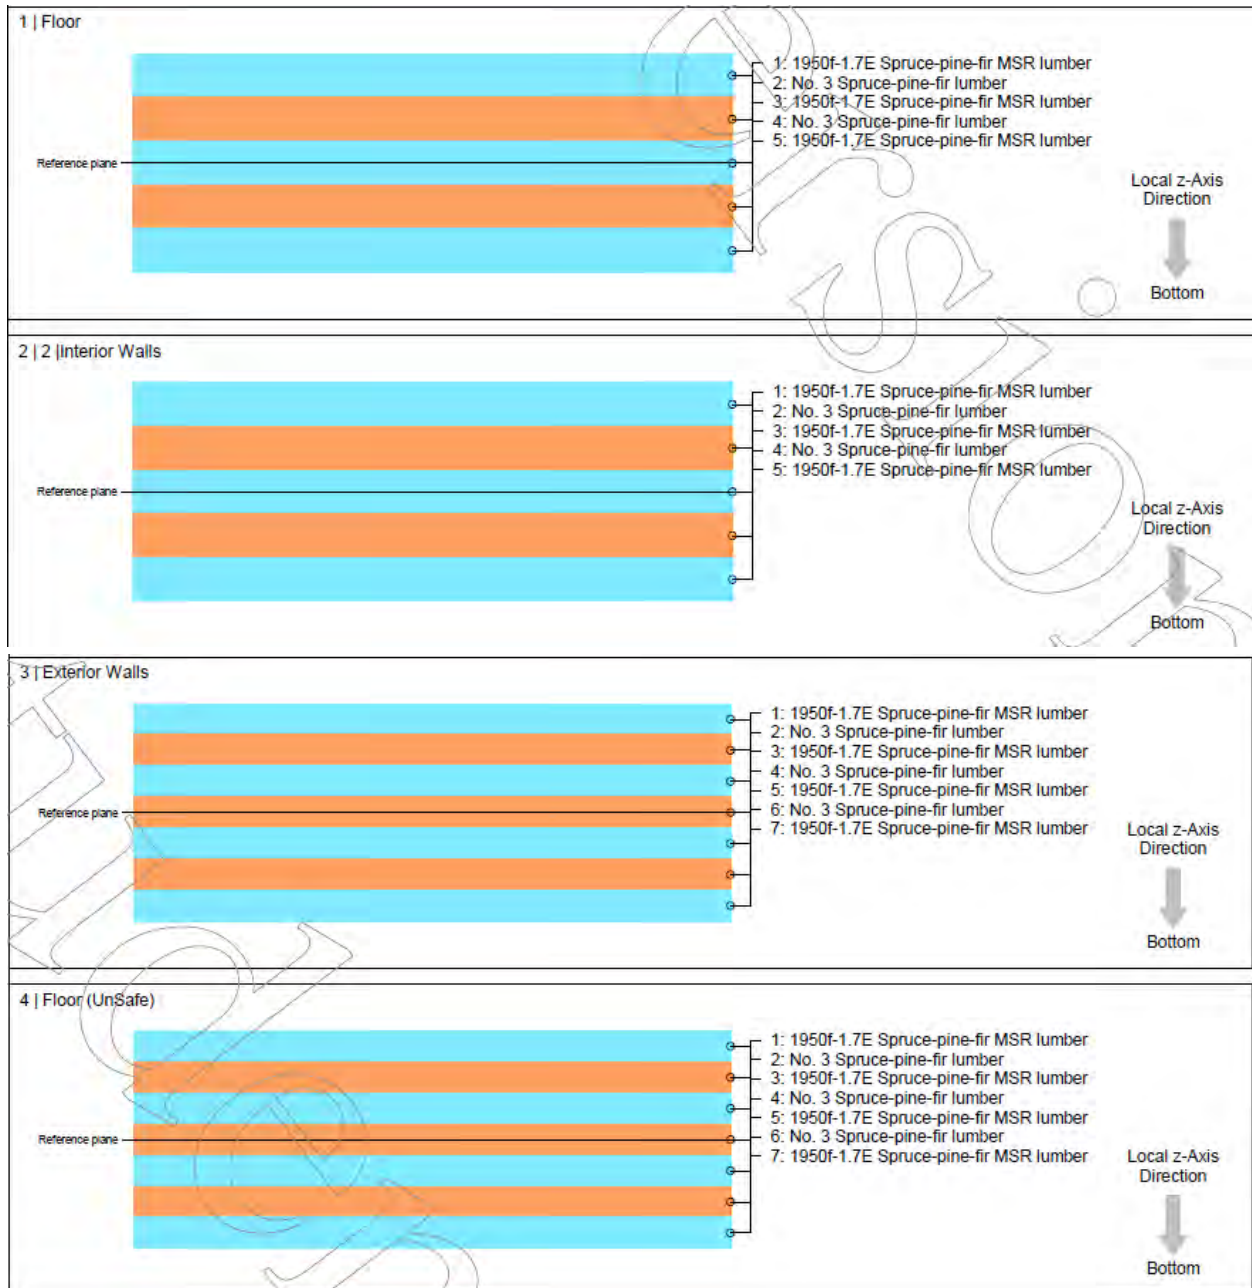 1 | Floor
1: 1950f-1.7E Spruce-pine-fir MSR lumber
2: No. 3 Spruce-pine-fir lumber
3: 1950f-1.7E Spruce-pine-fir MSR lumber
4: No. 3 Spruce-pine-fir lumber
5: 1950f-1.7E Spruce-pine-fir MSR lumber
Reference plane
Local z-Axis
Direction
Bottom
2 | 2 |Interior Walls
1: 1950f-1.7E Spruce-pine-fir MSR lumber
2: No. 3 Spruce-pine-fir lumber
3: 1950f-1.7E Spruce-pine-fir MSR lumber
4: No. 3 Spruce-pine-fir lumber
5: 1950f-1.7E Spruce-pine-fir MSR lumber
Reference plane
Local z-Axis
Direction
Bottom
3 | Exterior Walls
1: 1950f-1.7E Spruce-pine-fir MSR lumber
2: No. 3 Spruce-pine-fir lumber
3: 1950f-1.7E Spruce-pine-fir MSR lumber
4: No. 3 Spruce-pine-fir lumber
5: 1950f-1.7E Spruce-pine-fir MSR lumber
6: No. 3 Spruce-pine-fir lumber
7: 1950f-1.7E Spruce-pine-fir MSR lumber
Reference plane
Local z-Axis
Direction
Bottom
4 | Floor (UnSafe)
1: 1950f-1.7E Spruce-pine-fir MSR lumber
2: No. 3 Spruce-pine-fir lumber
3: 1950f-1.7E Spruce-pine-fir MSR lumber
4: No. 3 Spruce-pine-fir lumber
5: 1950f-1.7E Spruce-pine-fir MSR lumber
6: No. 3 Spruce-pine-fir lumber
7: 1950f-1.7E Spruce-pine-fir MSR lumber
Reference plane
Local z-Axis
Direction
Bottom